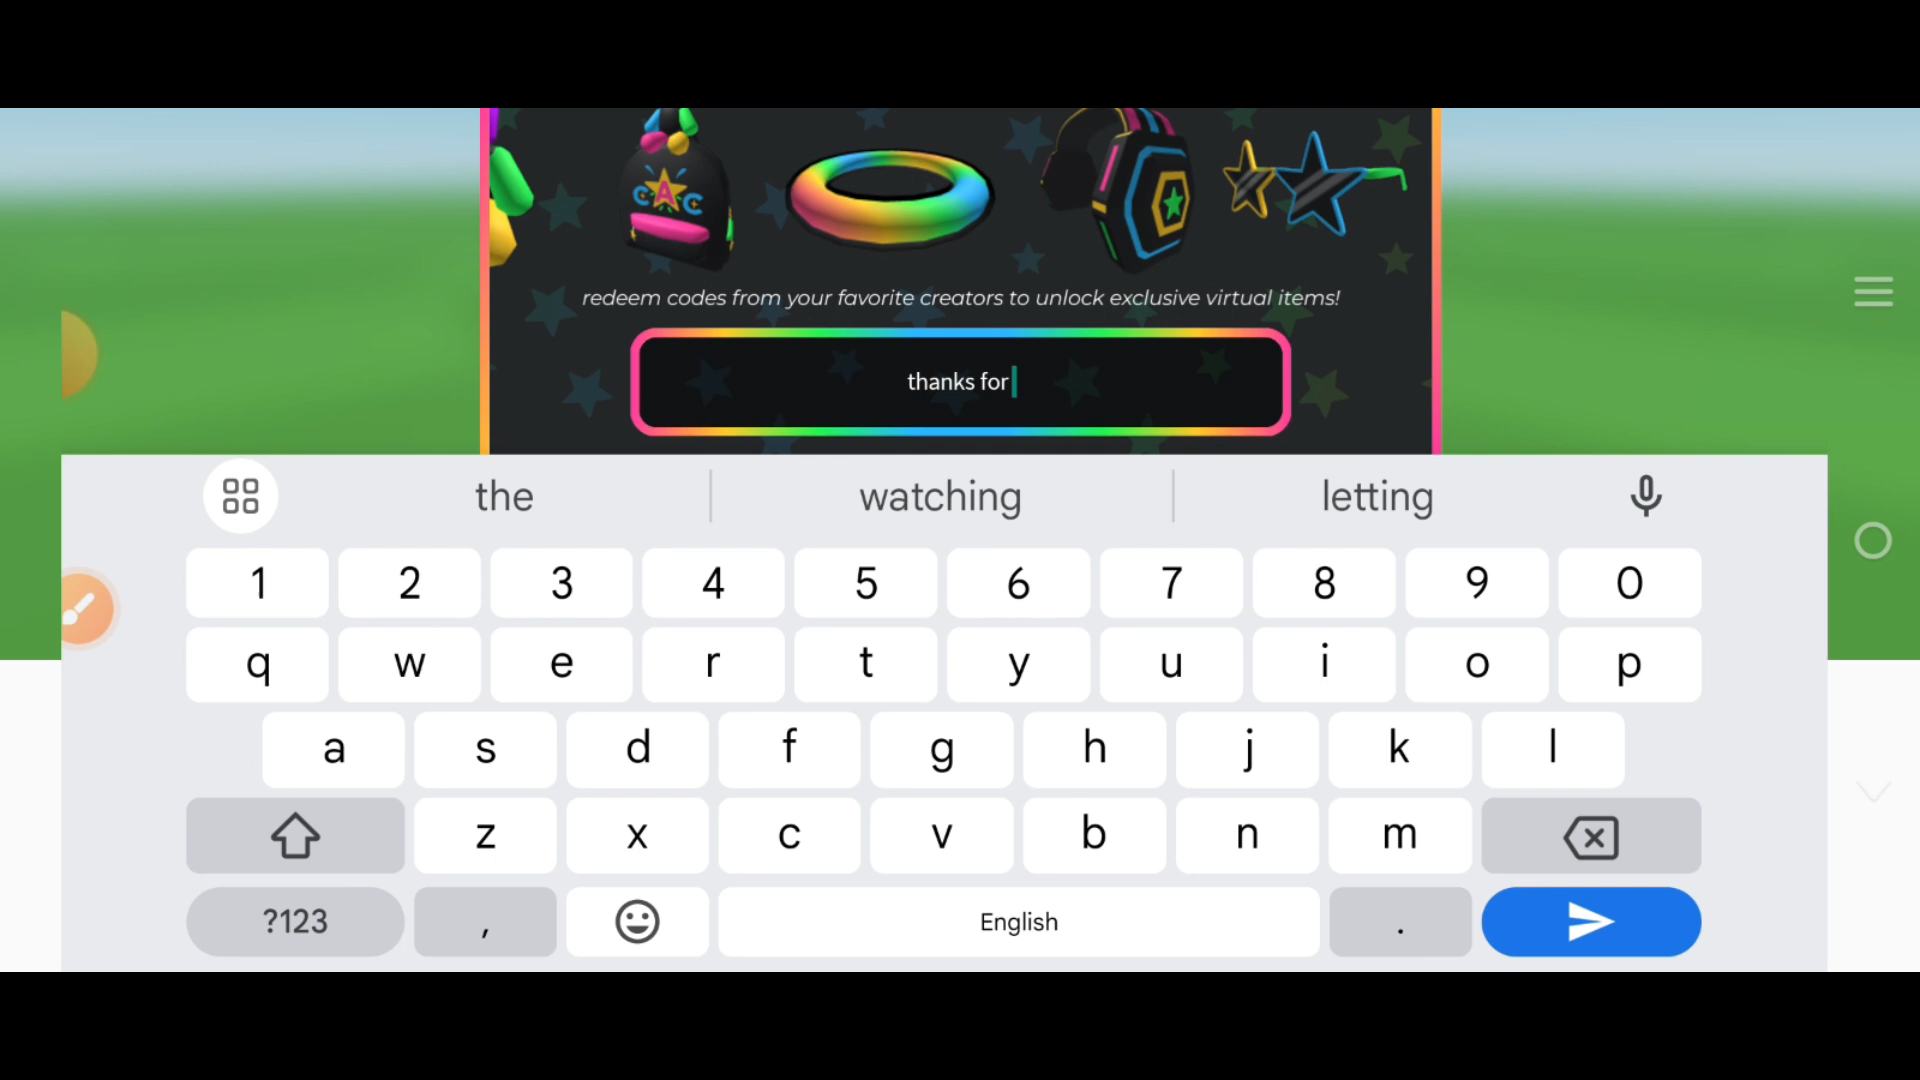 CAC
redeem codes from your favorite creators to unlock exclusive virtual items!
thanks for
the watching letting
1 2 3 4 5 6 7 8 9 0
q w e r t y u i o p
a s d f g h j k l
z x c v b n m
?123 , English .